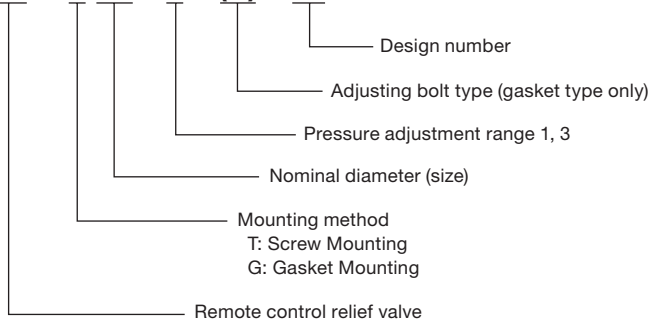 Design number
Adjusting bolt type (gasket type only)
Pressure adjustment range 1, 3
Nominal diameter (size)
Mounting method
T: Screw Mounting
G: Gasket Mounting
Remote control relief valve